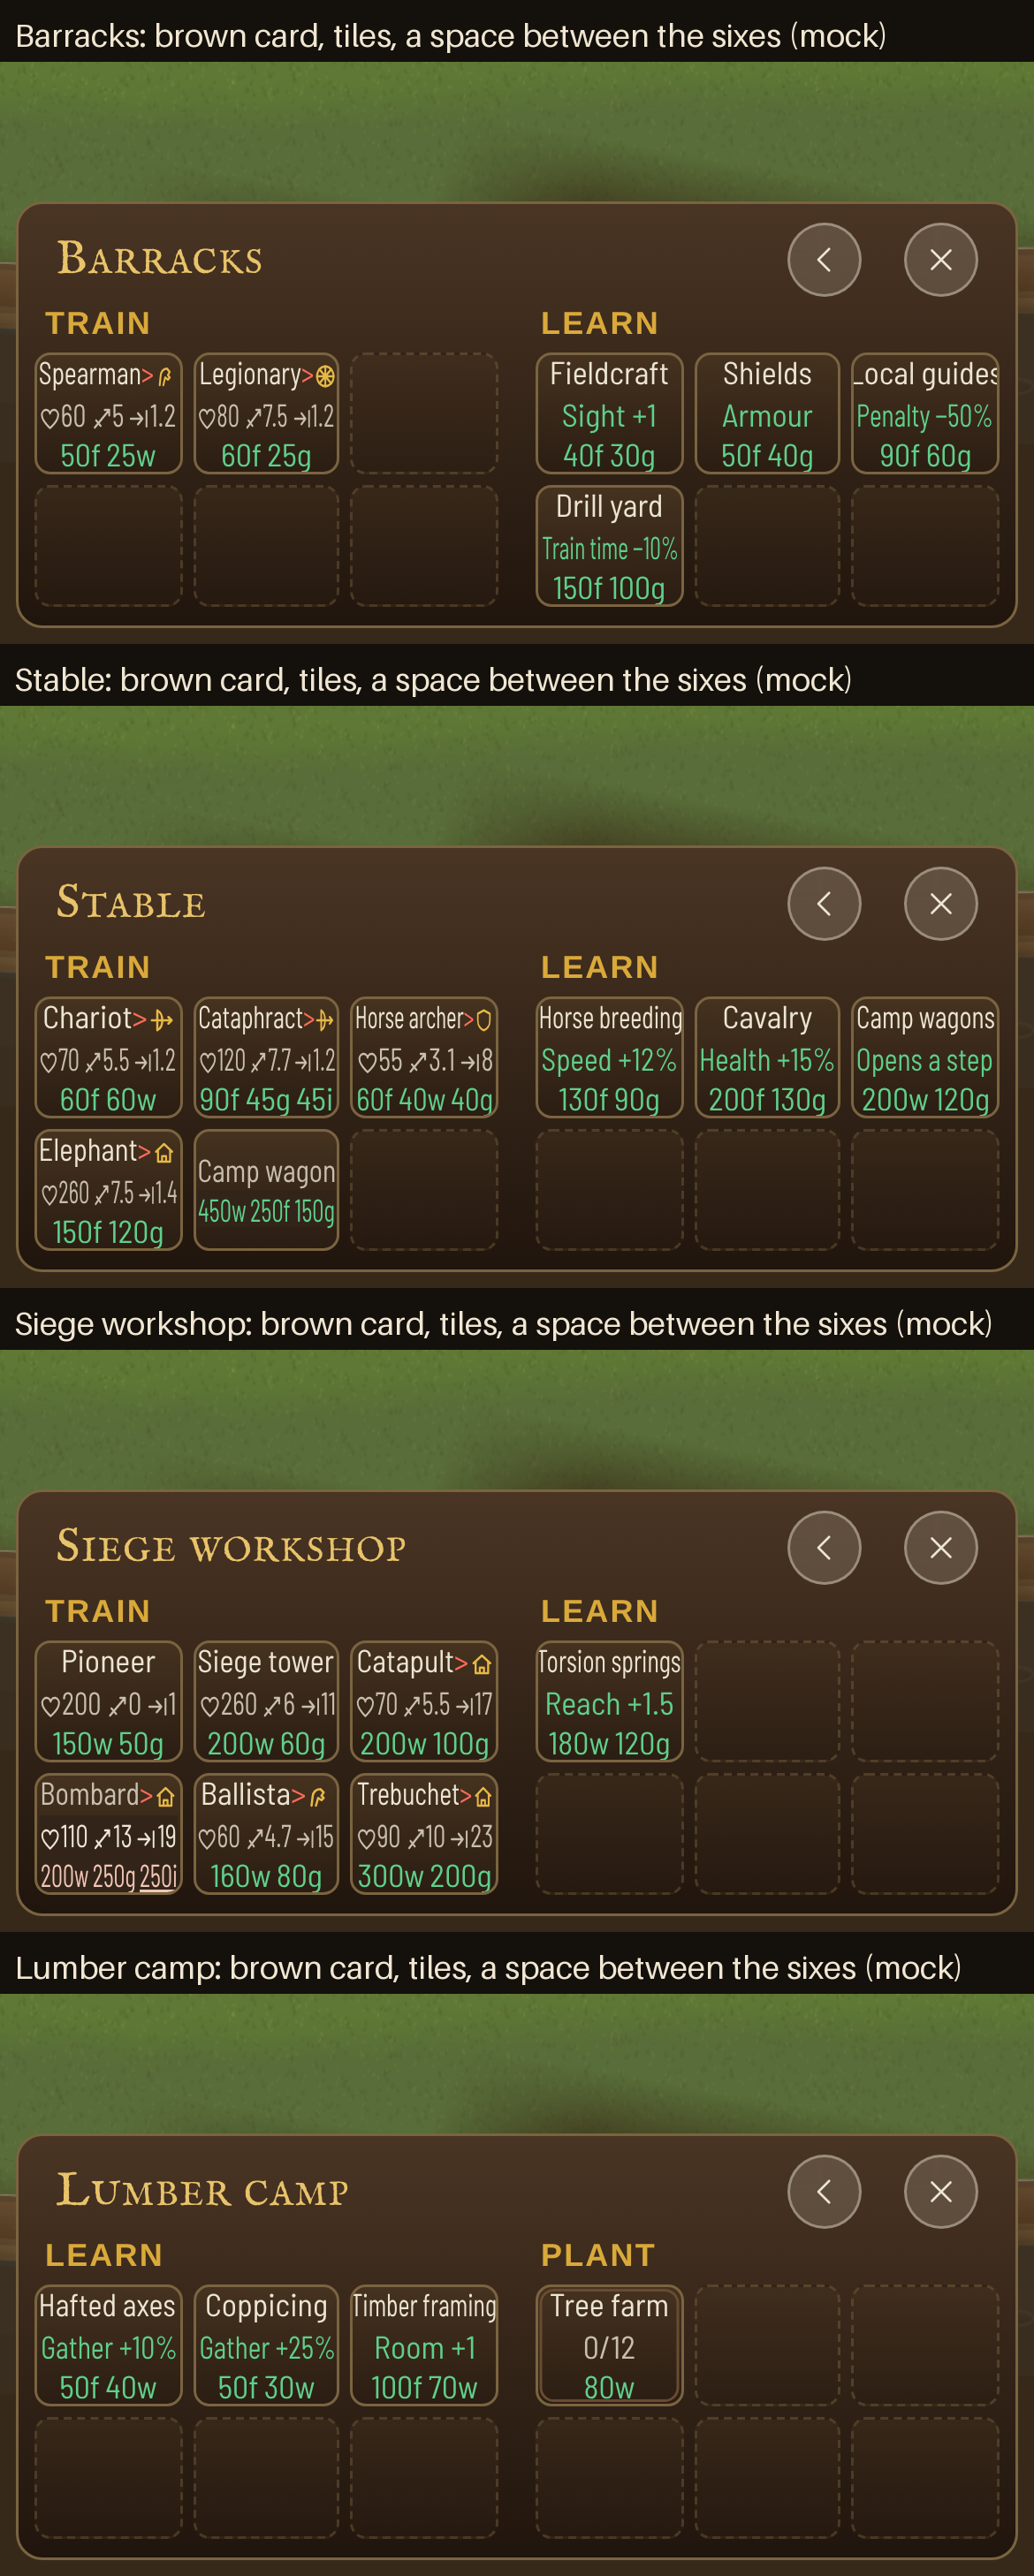 Barracks: brown card, tiles, a space between the sixes (mock)
BARRACKS
TRAIN LEARN
Spearman> Legionary> Fieldcraft Shields Local guides
60 5 1.2 80 7.5 1.2 Sight +1 Armour Penalty −50%
50f 25w 60f 25g 40f 30g 50f 40g 90f 60g
Drill yard
Train time −10%
150f 100g
Stable: brown card, tiles, a space between the sixes (mock)
STABLE
TRAIN LEARN
Chariot> Cataphract> Horse archer> Horse breeding Cavalry Camp wagons
70 5.5 1.2 120 7.7 1.2 55 3.1 8 Speed +12% Health +15% Opens a step
60f 60w 90f 45g 45i 60f 40w 40g 130f 90g 200f 130g 200w 120g
Elephant> Camp wagon
260 7.5 1.4 450w 250f 150g
150f 120g
Siege workshop: brown card, tiles, a space between the sixes (mock)
SIEGE WORKSHOP
TRAIN LEARN
Pioneer Siege tower Catapult> Torsion springs
200 0 1 260 6 11 70 5.5 17 Reach +1.5
150w 50g 200w 60g 200w 100g 180w 120g
Bombard> Ballista> Trebuchet>
110 13 19 60 4.7 15 90 10 23
200w 250g 250i 160w 80g 300w 200g
Lumber camp: brown card, tiles, a space between the sixes (mock)
LUMBER CAMP
LEARN PLANT
Hafted axes Coppicing Timber framing Tree farm
Gather +10% Gather +25% Room +1 0/12
50f 40w 50f 30w 100f 70w 80w